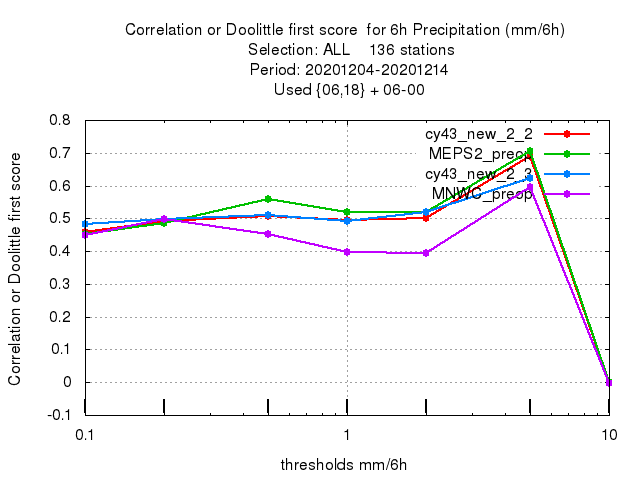 Correlation or Doolittle first score  for 6h Precipitation (mm/6h)
Selection: ALL    136 stations
Period: 20201204-20201214
Used {06,18} + 06-00
Correlation or Doolittle first score
0.8
0.7
0.6
0.5
0.4
0.3
0.2
0.1
0
-0.1
cy43_new_2_2
MEPS2_preop
cy43_new_2_3
MNWC_preop
0.1
1
10
thresholds mm/6h